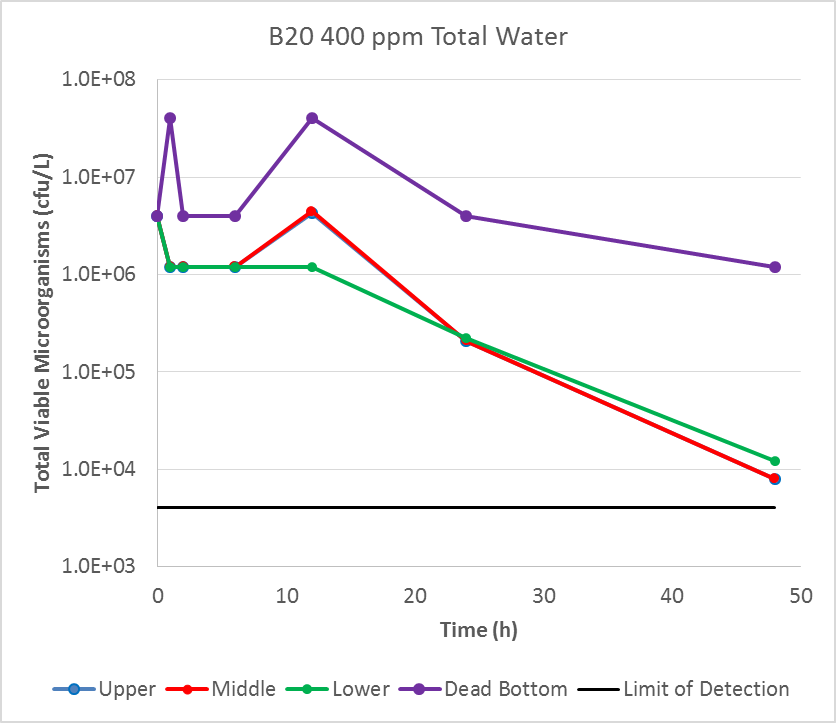 B20 400 ppm Total Water
Total Viable Microorganisms (cfu/L)
1.0E+08
1.0E+07
1.0E+06
1.0E+05
1.0E+04
1.0E+03
0 10 20 30 40 50
Time (h)
Upper Middle Lower Dead Bottom Limit of Detection